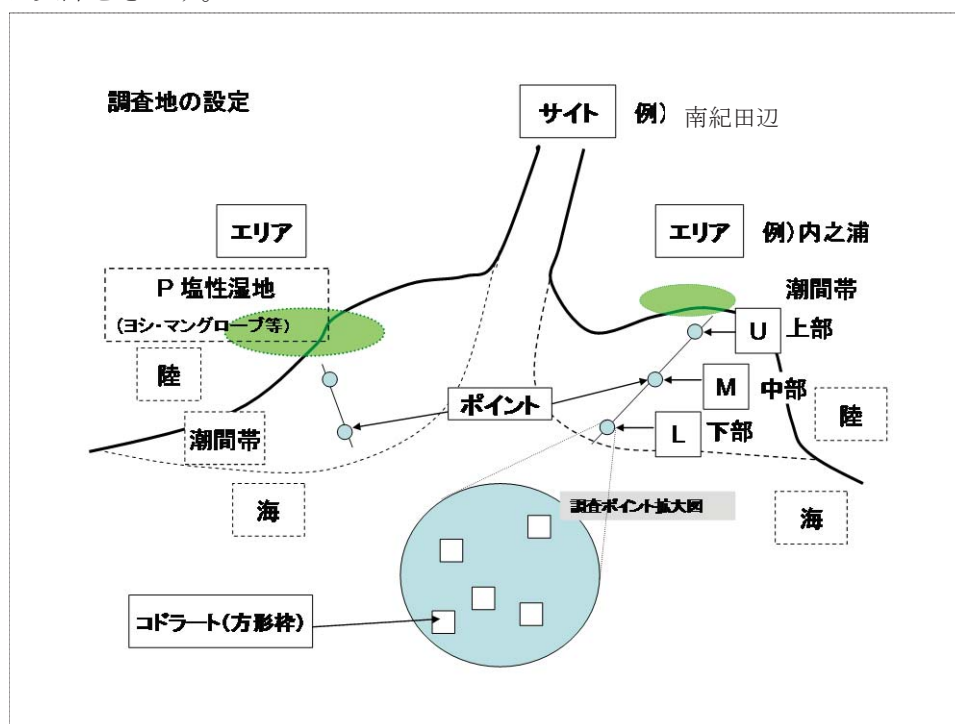 調査地の設定
サイト 例) 南紀田辺
エリア
エリア 例)内之浦
P 塩性湿地
(ヨシ・マングローブ等)
潮間帯
U 上部
陸
M 中部
ポイント
陸
潮間帯
L 下部
海
調査ポイント拡大図
海
コドラート(方形枠)